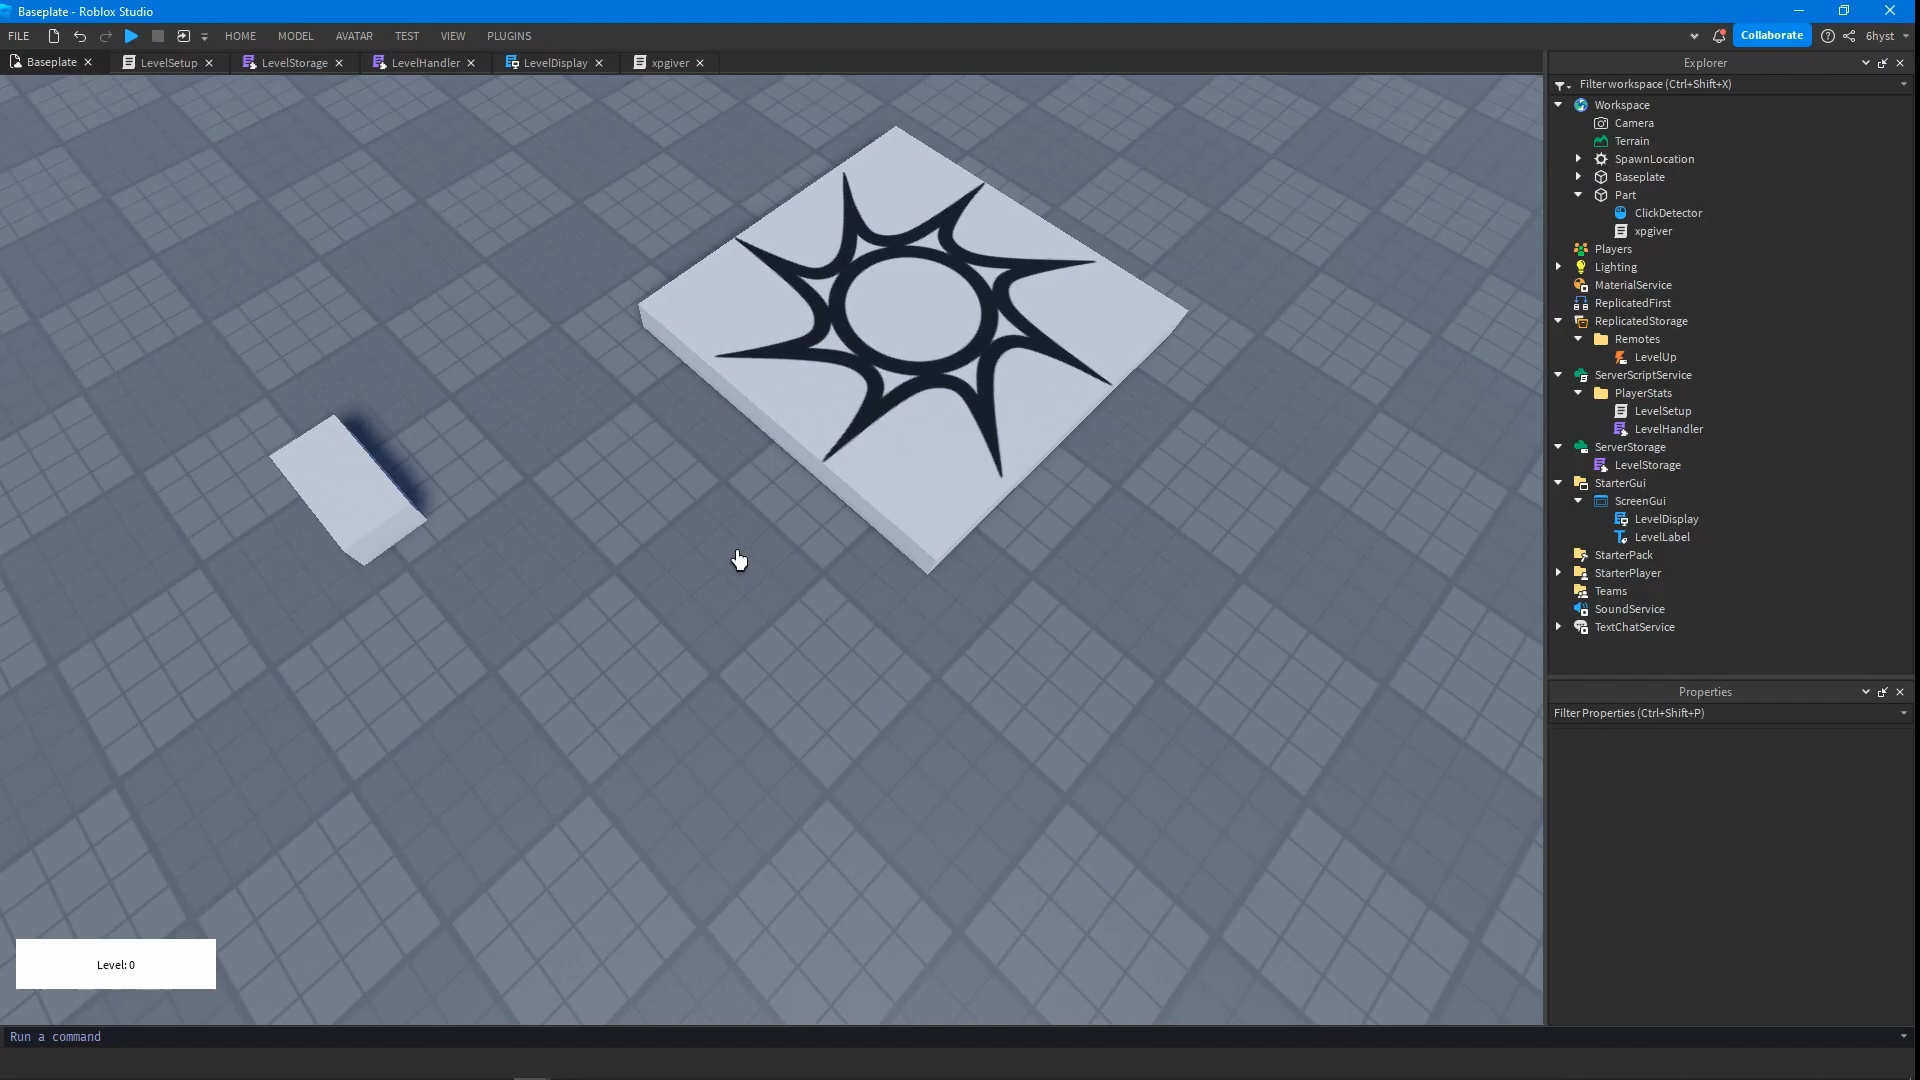 Baseplate - Roblox Studio
FILE HOME MODEL AVATAR TEST VIEW PLUGINS Collaborate 6hyst
Baseplate LevelSetup LevelStorage LevelHandler LevelDisplay xpgiver
Explorer
Filter workspace (Ctrl+Shift+X)
Workspace
Camera
Terrain
SpawnLocation
Baseplate
Part
ClickDetector
xpgiver
Players
Lighting
MaterialService
ReplicatedFirst
ReplicatedStorage
Remotes
LevelUp
ServerScriptService
PlayerStats
LevelSetup
LevelHandler
ServerStorage
LevelStorage
StarterGui
ScreenGui
LevelDisplay
LevelLabel
StarterPack
StarterPlayer
Teams
SoundService
TextChatService
Properties
Filter Properties (Ctrl+Shift+P)
Level: 0
Run a command